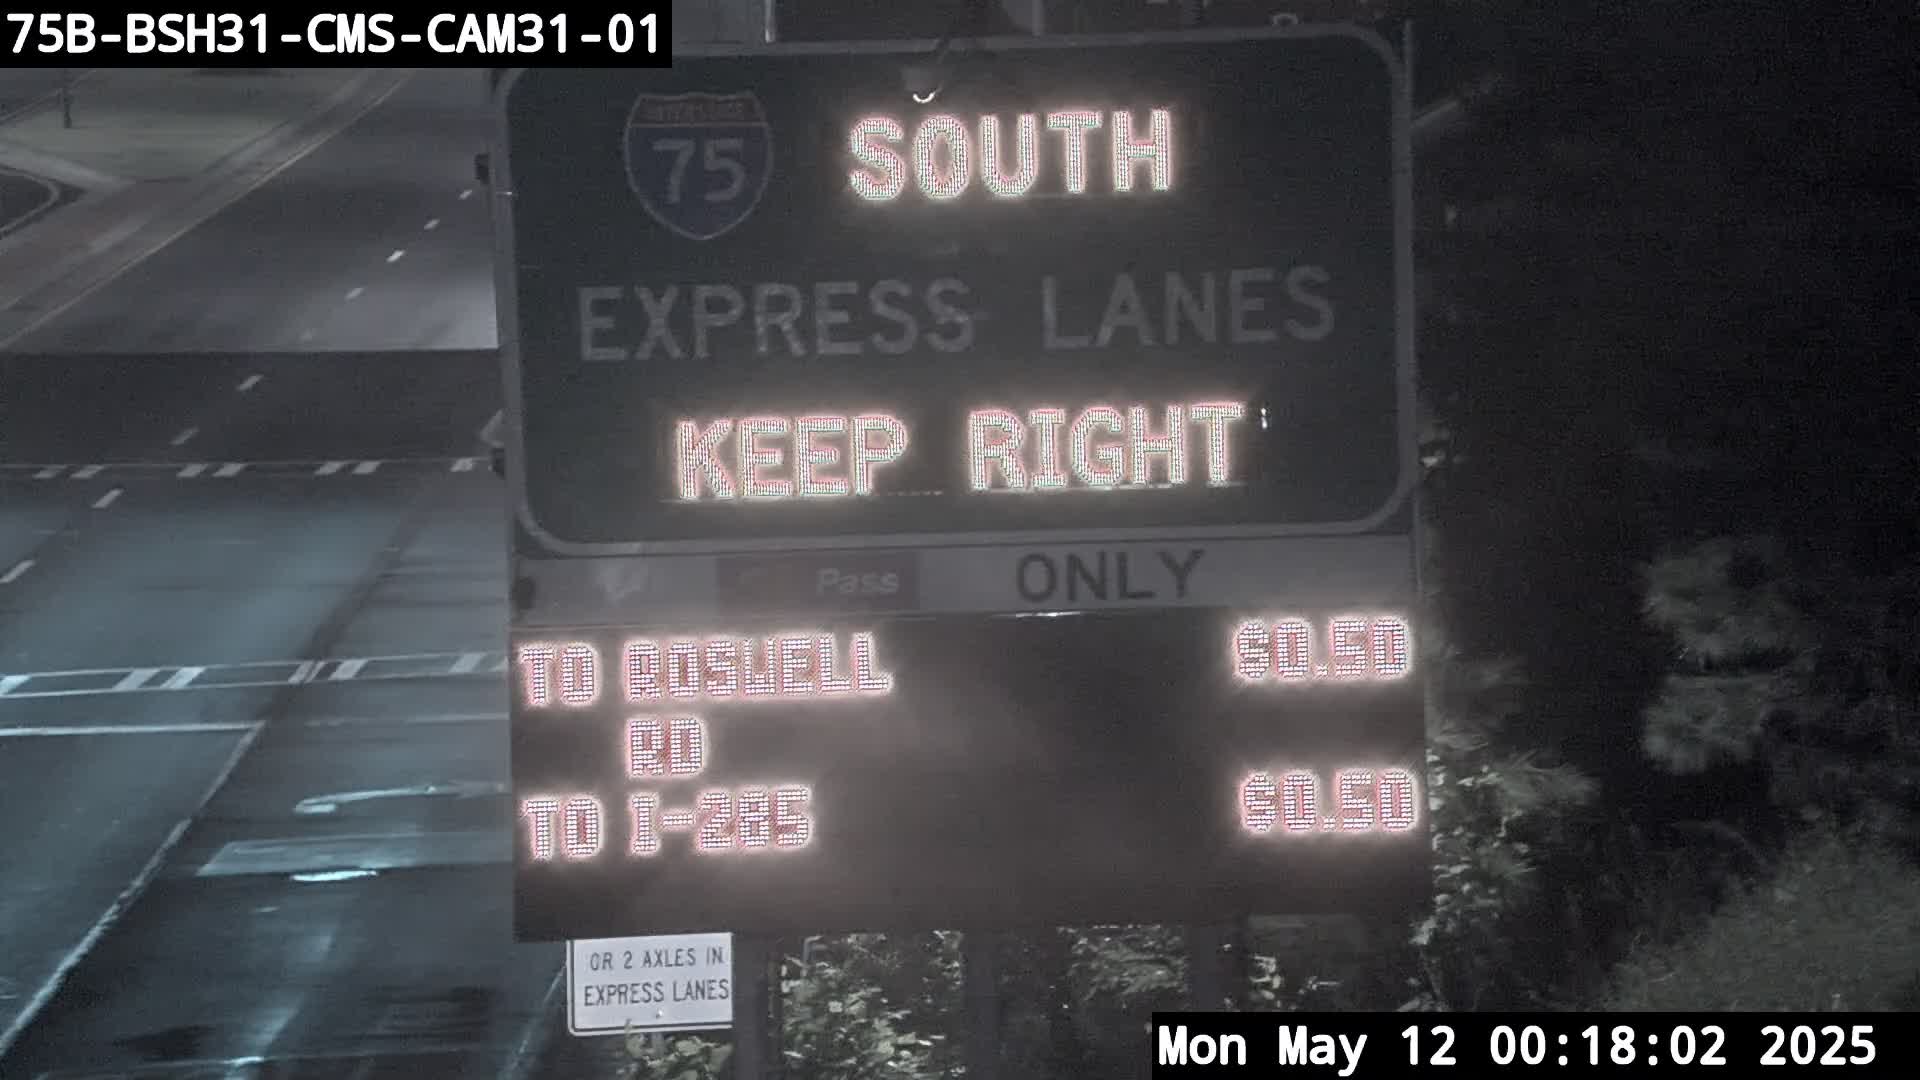 75B-BSH31-CMS-CAM31-01
75 SOUTH
EXPRESS LANES
KEEP RIGHT
Pass ONLY
TO ROSWELL $0.50
RD
TO I-285 $0.50
OR 2 AXLES IN
EXPRESS LANES
Mon May 12 00:18:02 2025